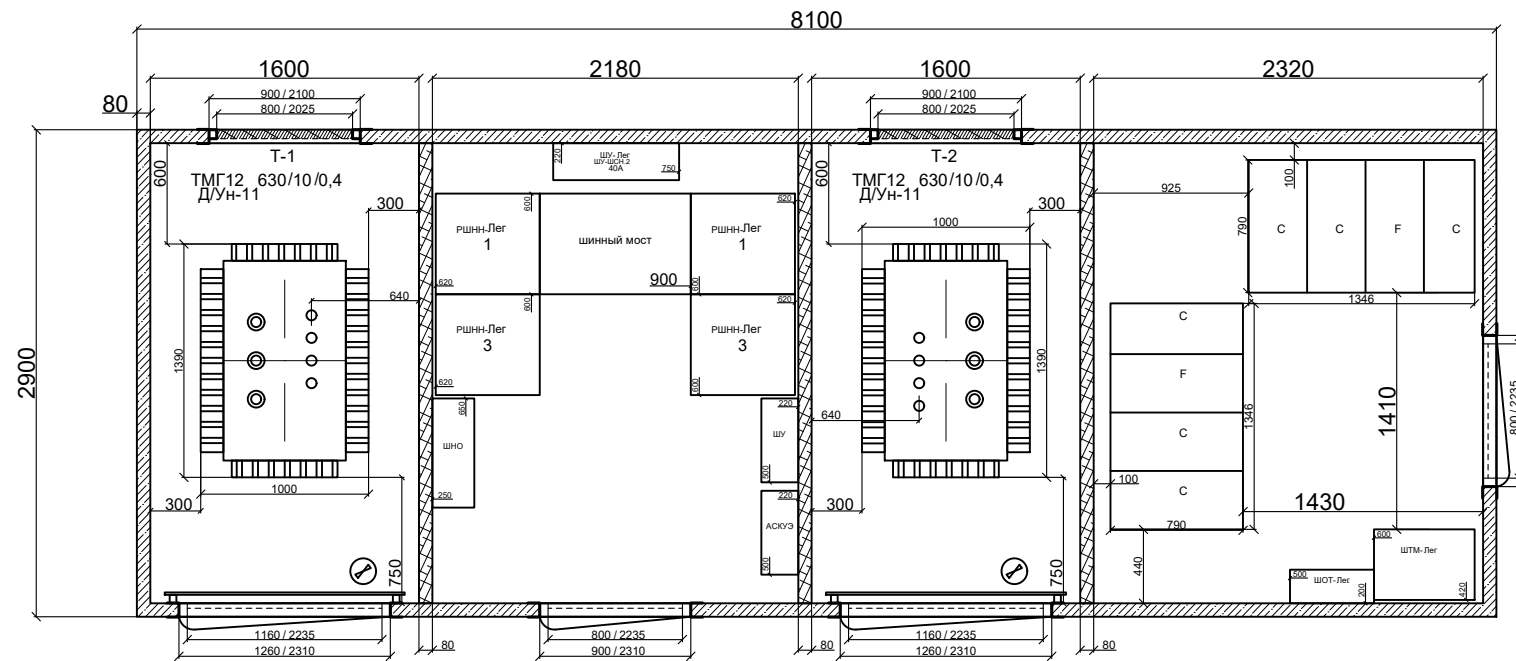 8100
1600
2180
1600
2320
900 / 2100
800 / 2025
900 / 2100
800 / 2025
80
2900
600
T-1
ТМГ12 630/10/0,4
Д/Ун-11
300
1390
640
1000
300
750
220
ШУ-Лег
ШУ-ШСН.2
40А
750
600
620
РШНН-Лег
1
шинный мост
РШНН-Лег
1
620
900
600
600
620
РШНН-Лег
3
РШНН-Лег
3
620
600
650
220
ШНО
ШУ
250
500
220
АСКУЭ
500
600
T-2
ТМГ12 630/10/0,4
Д/Ун-11
300
1000
1390
640
300
750
925
100
790
C
C
F
C
1346
C
F
C
C
1346
1410
800 / 2235
100
1430
790
440
600
ШТМ-Лег
500
ШОТ-Лег
200
420
1160 / 2235
1260 / 2310
80
800 / 2235
900 / 2310
80
1160 / 2235
1260 / 2310
80